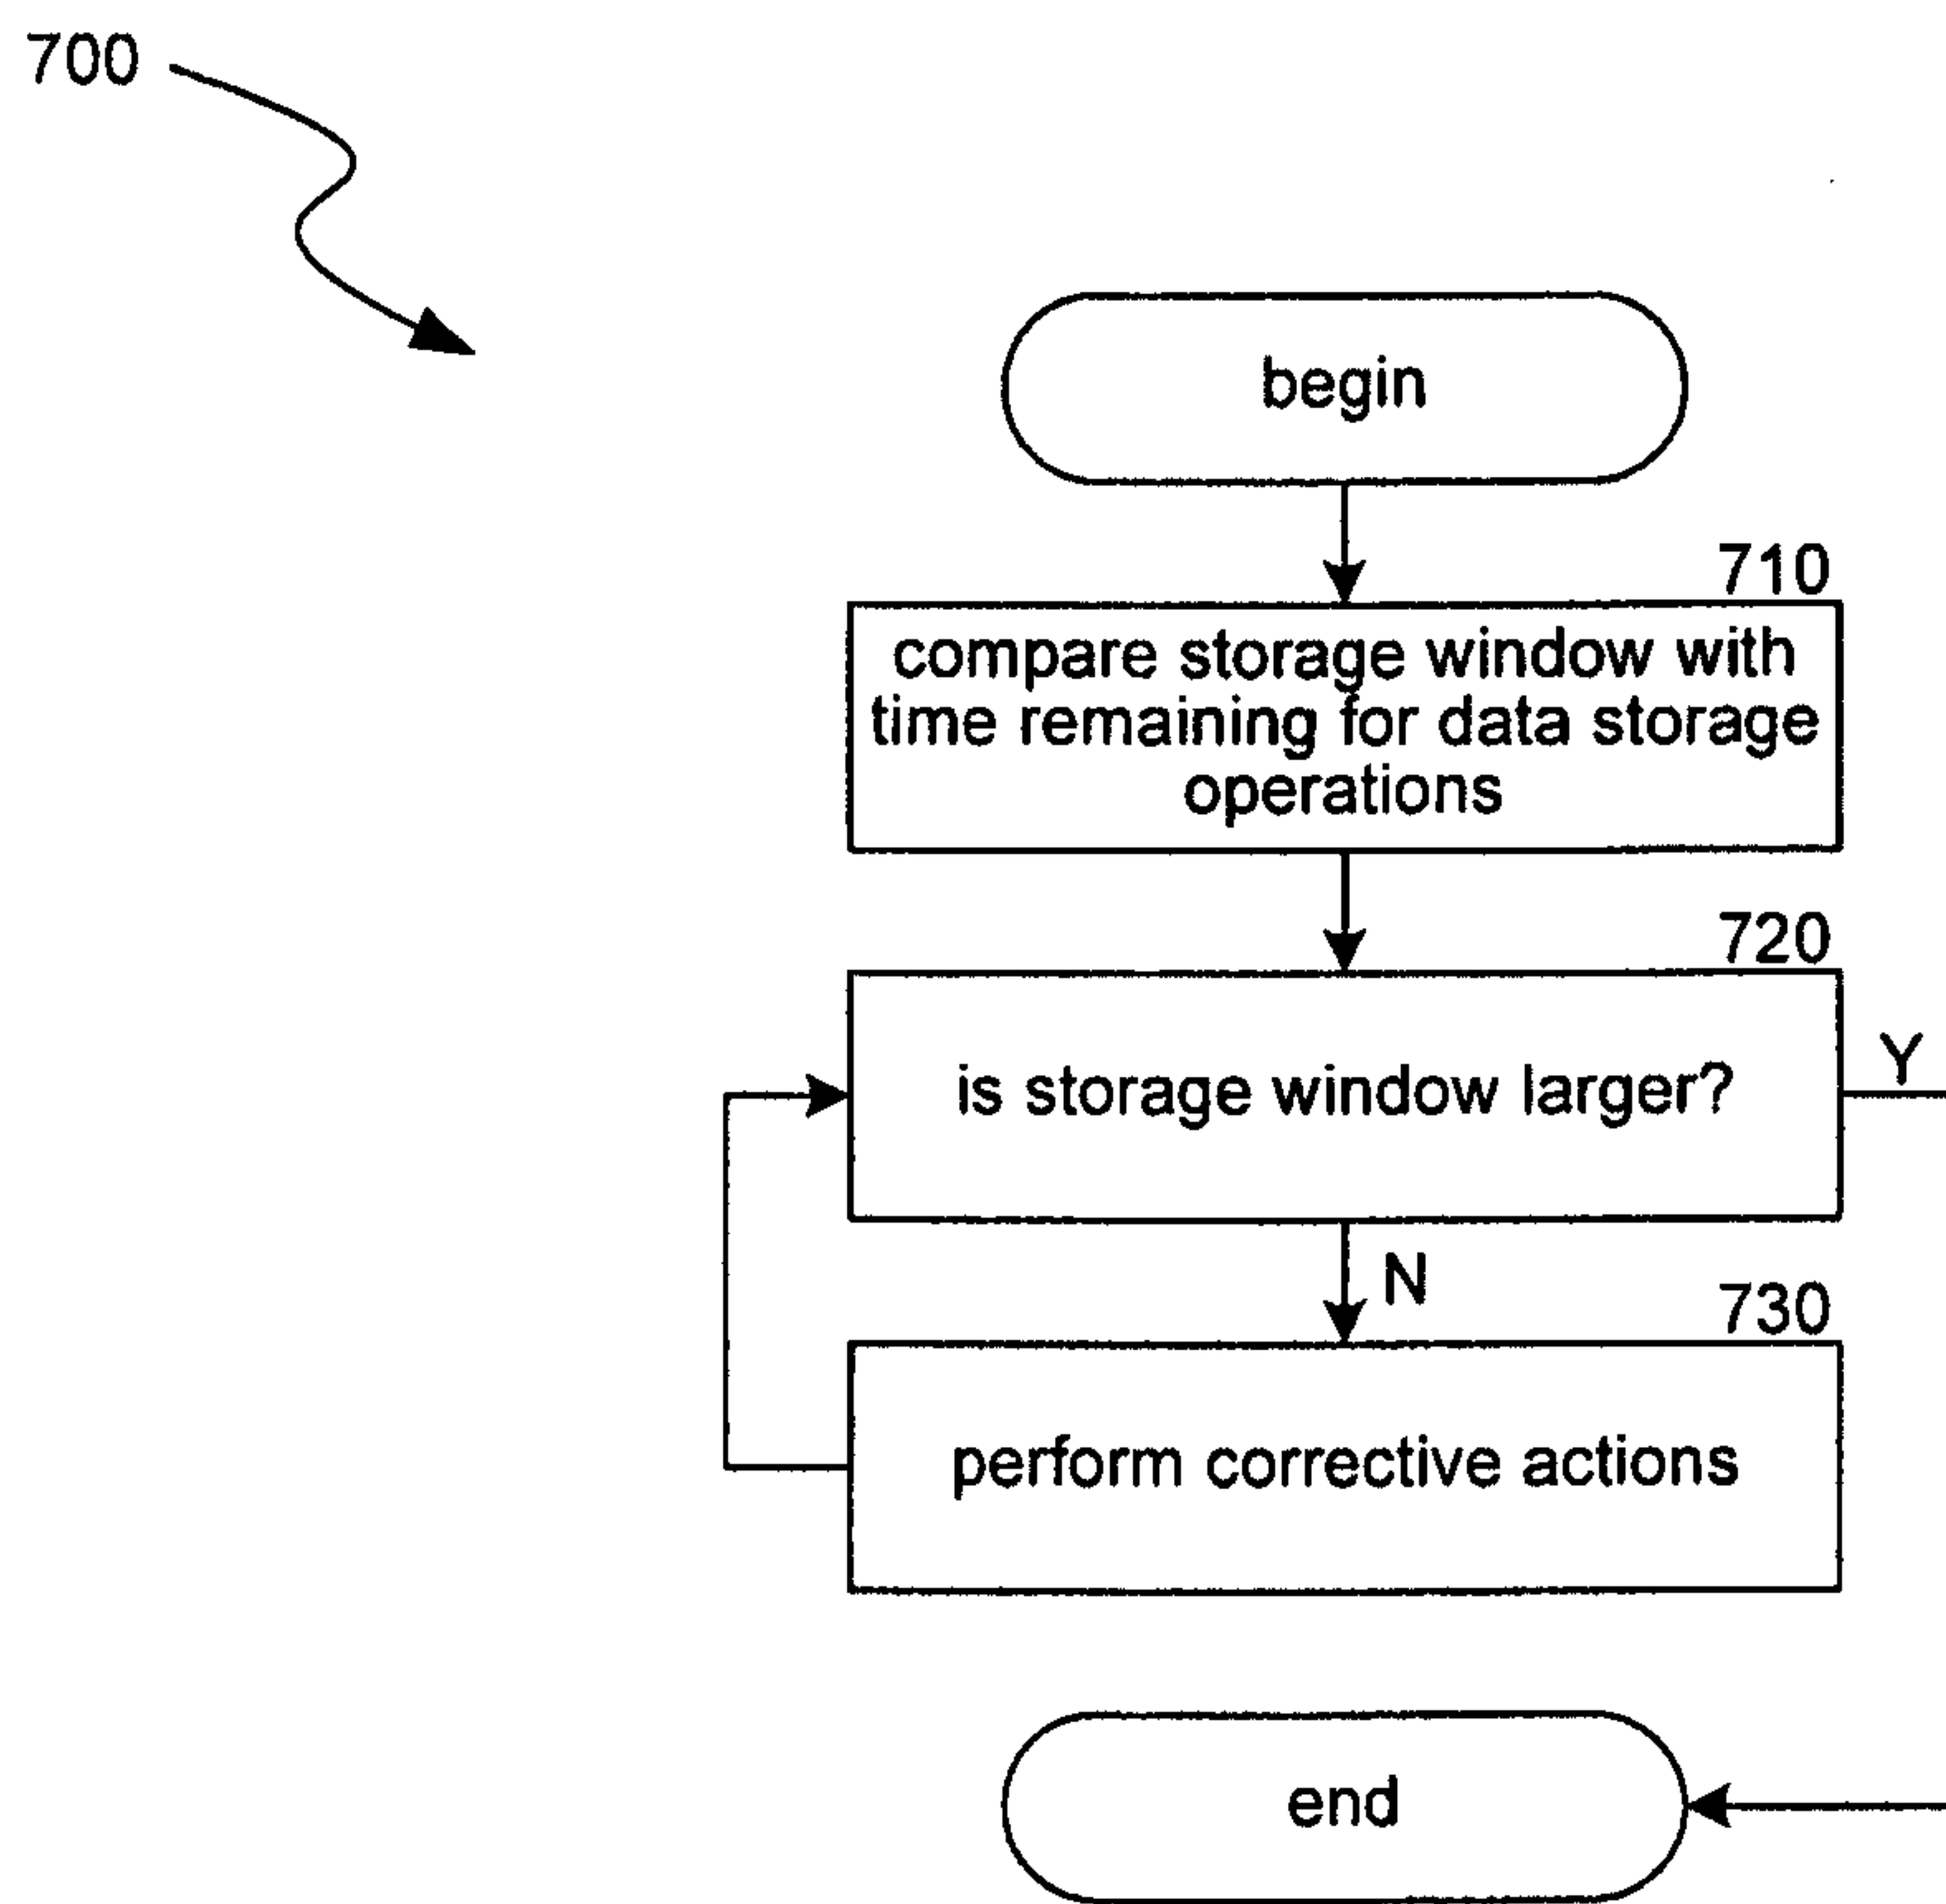 700
begin
710
compare storage window with
time remaining for data storage
operations
720
is storage window larger?
Y
N
730
perform corrective actions
end